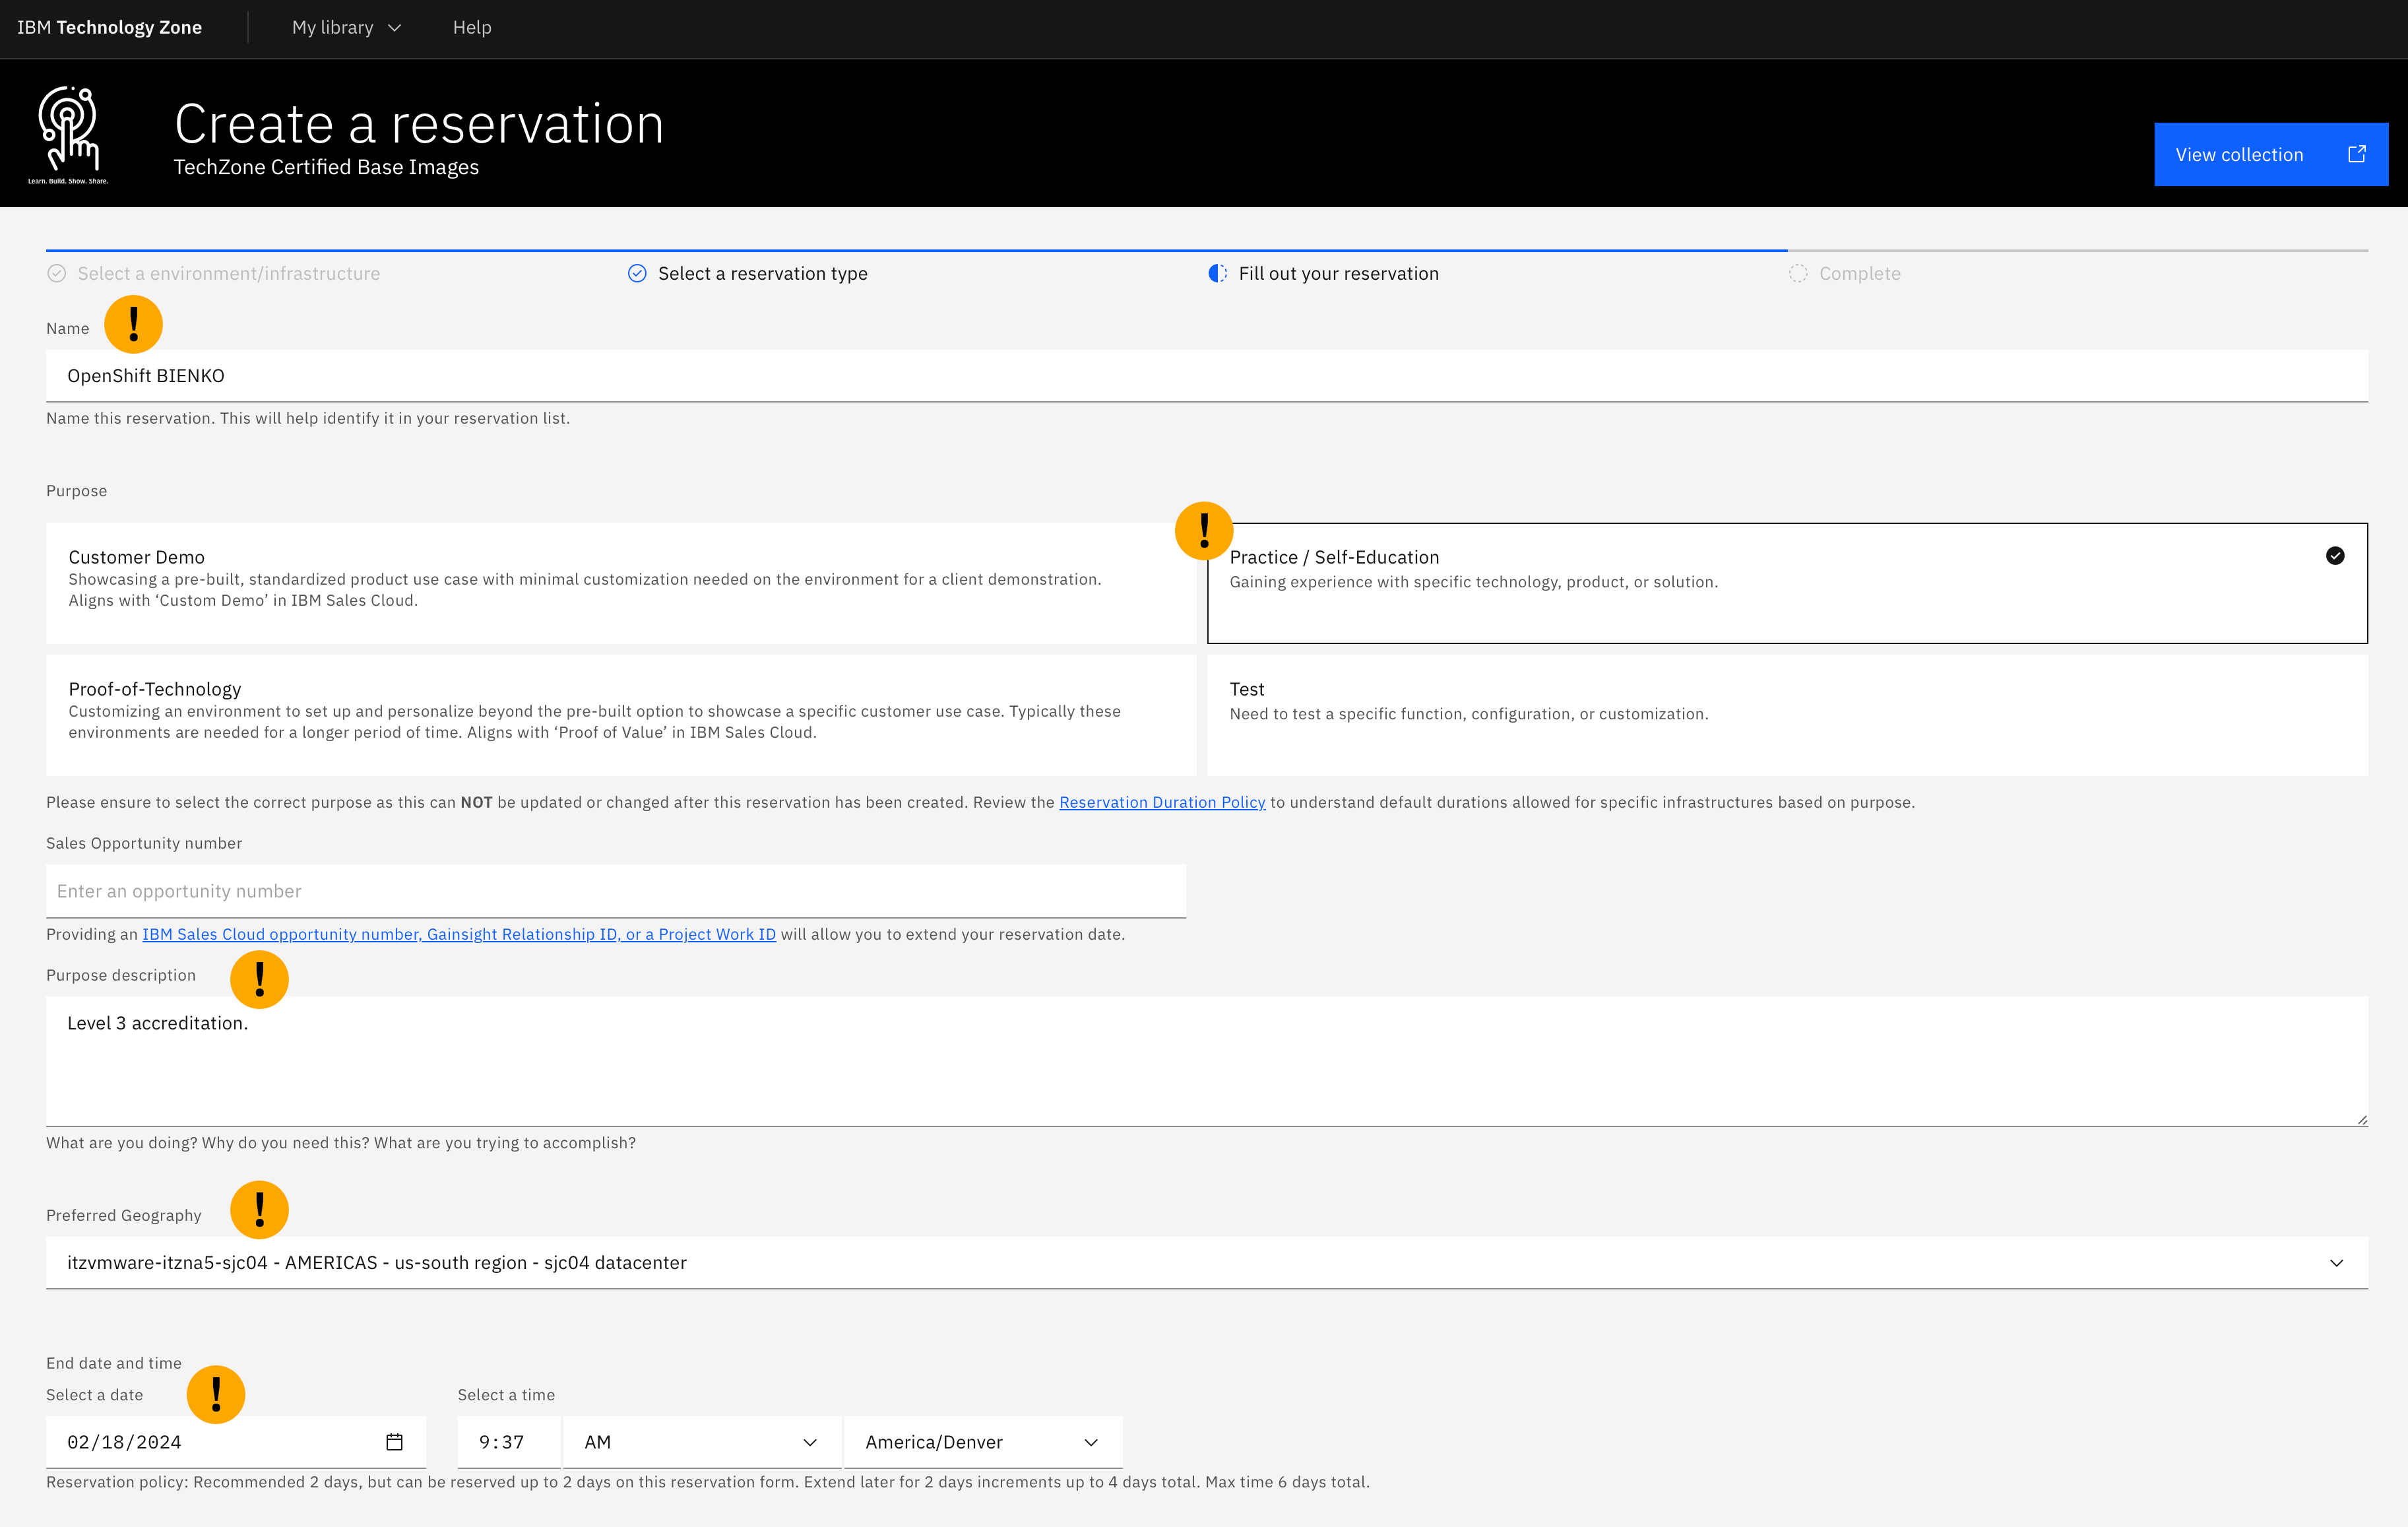 IBM Technology Zone
My library
Help
Learn. Build. Show. Share.
Create a reservation
TechZone Certified Base Images
View collection
Select a environment/infrastructure
Select a reservation type
Fill out your reservation
Complete
Name
!
OpenShift BIENKO
Name this reservation. This will help identify it in your reservation list.
Purpose
Customer Demo
Showcasing a pre-built, standardized product use case with minimal customization needed on the environment for a client demonstration.
Aligns with ‘Custom Demo’ in IBM Sales Cloud.
!
Practice / Self-Education
Gaining experience with specific technology, product, or solution.
Proof-of-Technology
Customizing an environment to set up and personalize beyond the pre-built option to showcase a specific customer use case. Typically these
environments are needed for a longer period of time. Aligns with ‘Proof of Value’ in IBM Sales Cloud.
Test
Need to test a specific function, configuration, or customization.
Please ensure to select the correct purpose as this can NOT be updated or changed after this reservation has been created. Review the Reservation Duration Policy to understand default durations allowed for specific infrastructures based on purpose.
Sales Opportunity number
Enter an opportunity number
Providing an IBM Sales Cloud opportunity number, Gainsight Relationship ID, or a Project Work ID will allow you to extend your reservation date.
Purpose description
!
Level 3 accreditation.
What are you doing? Why do you need this? What are you trying to accomplish?
Preferred Geography
!
itzvmware-itzna5-sjc04 - AMERICAS - us-south region - sjc04 datacenter
End date and time
Select a date
!
Select a time
02/18/2024
9:37
AM
America/Denver
Reservation policy: Recommended 2 days, but can be reserved up to 2 days on this reservation form. Extend later for 2 days increments up to 4 days total. Max time 6 days total.